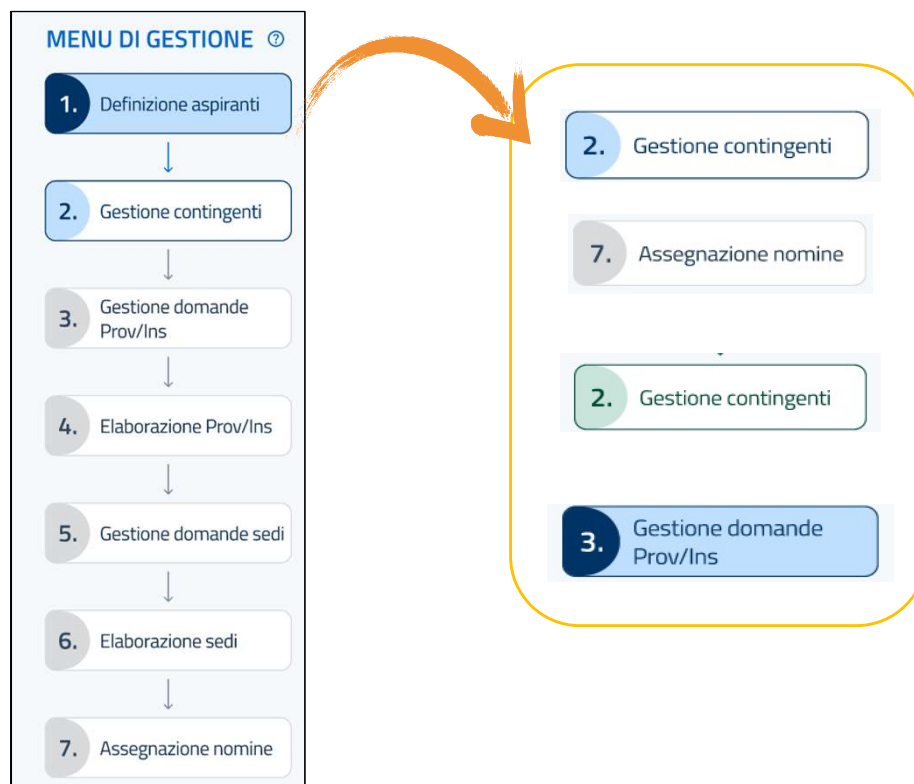 MENU DI GESTIONE ?
1. Definizione aspiranti
2. Gestione contingenti
3. Gestione domande
Prov/Ins
4. Elaborazione Prov/Ins
5. Gestione domande sedi
6. Elaborazione sedi
7. Assegnazione nomine
2. Gestione contingenti
7. Assegnazione nomine
2. Gestione contingenti
3. Gestione domande
Prov/Ins